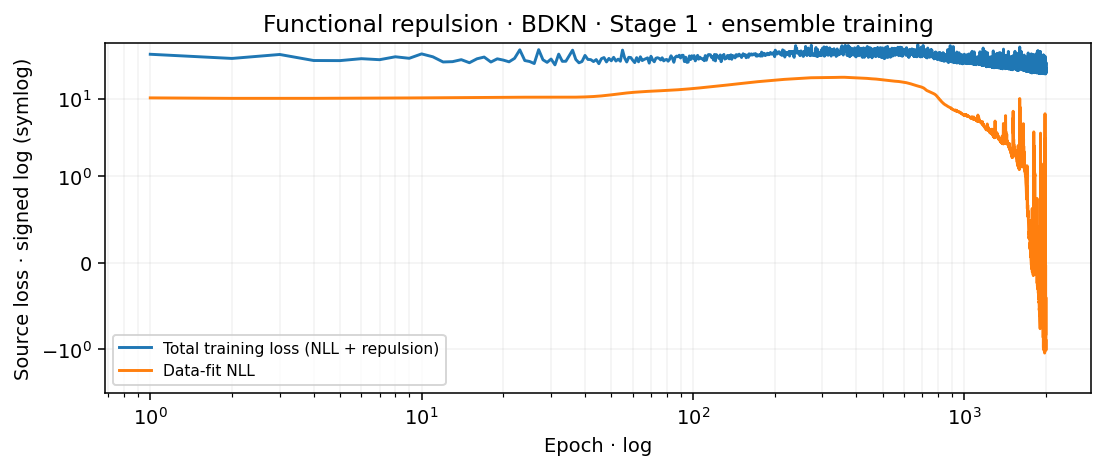 Functional repulsion · BDKN · Stage 1 · ensemble training
Source loss · signed log (symlog)
10¹
10⁰
0
−10⁰
Total training loss (NLL + repulsion)
Data-fit NLL
10⁰
10¹
10²
10³
Epoch · log